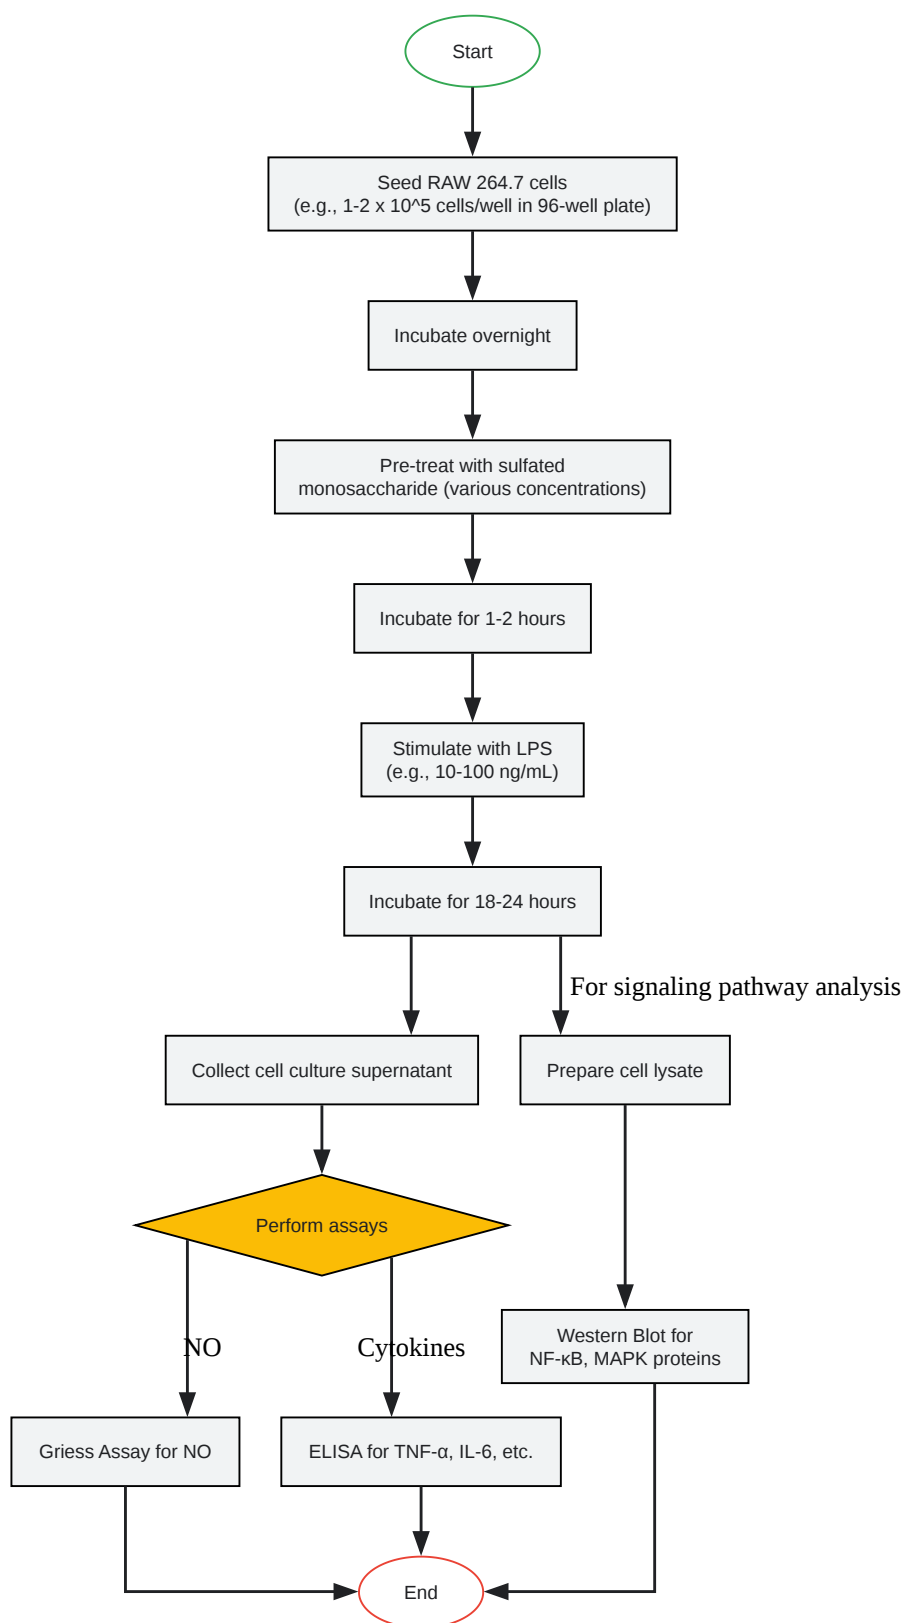 Start
Seed RAW 264.7 cells
(e.g., 1-2 x 10^5 cells/well in 96-well plate)
Incubate overnight
Pre-treat with sulfated
monosaccharide (various concentrations)
Incubate for 1-2 hours
Stimulate with LPS
(e.g., 10-100 ng/mL)
Incubate for 18-24 hours
For signaling pathway analysis
Collect cell culture supernatant
Prepare cell lysate
Perform assays
NO
Cytokines
Western Blot for
NF-κB, MAPK proteins
Griess Assay for NO
ELISA for TNF-α, IL-6, etc.
End